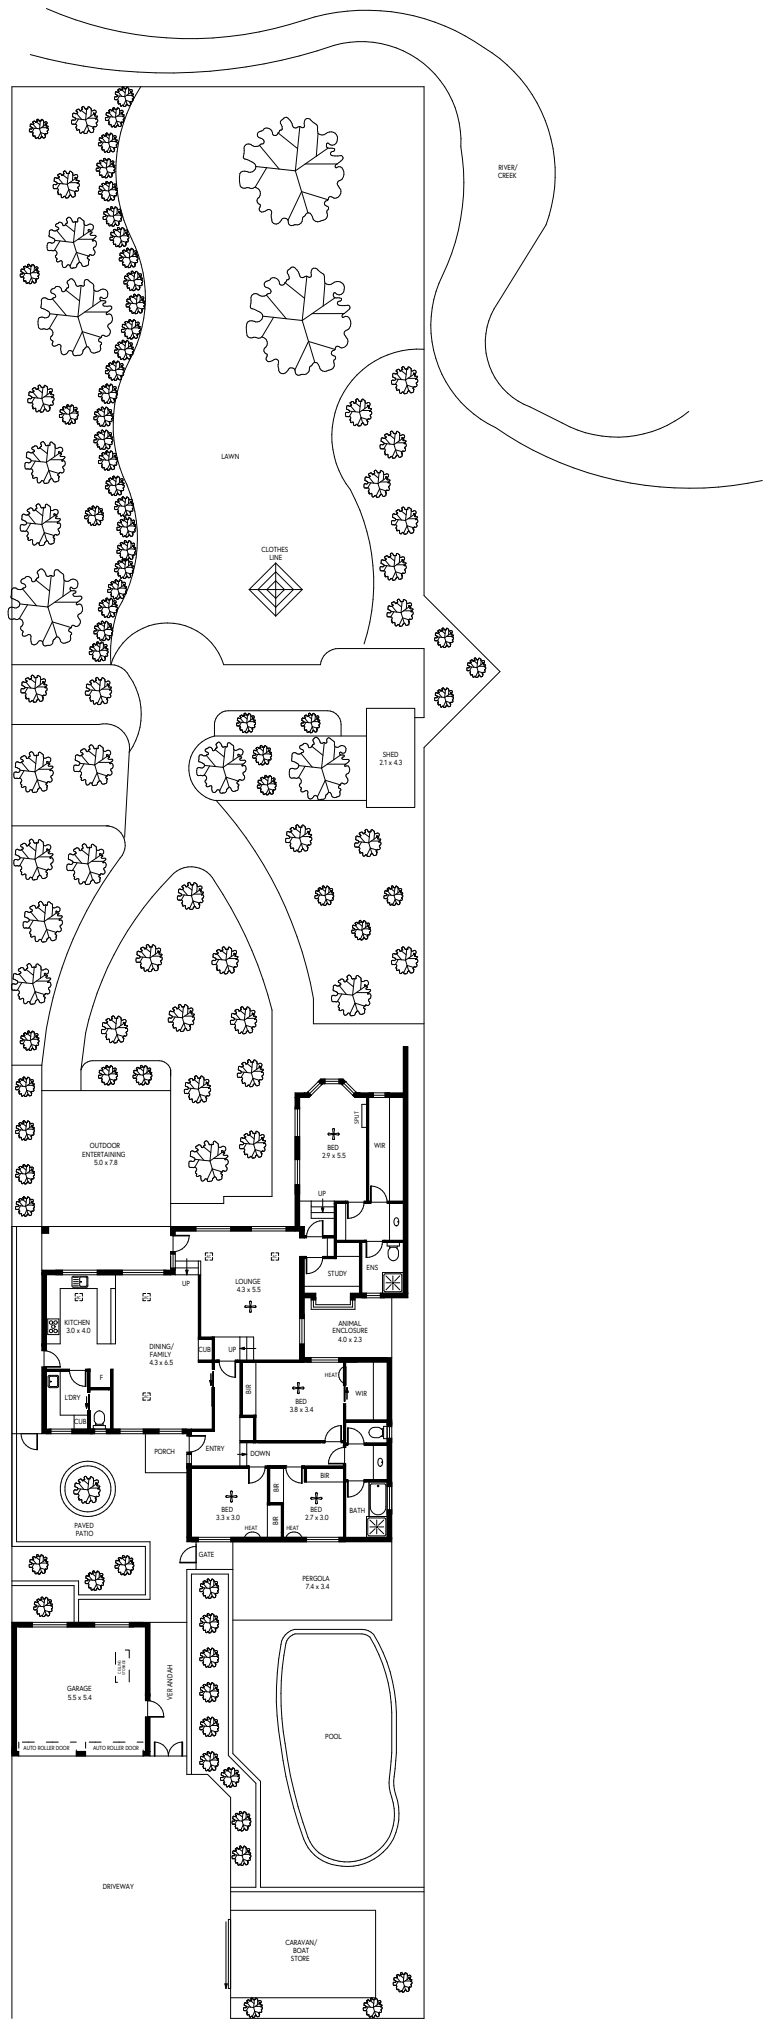 RIVER/
CREEK
LAWN
CLOTHES
LINE
SHED
2.1 x 4.3
OUTDOOR
ENTERTAINING
5.0 x 7.8
SPLIT
BED
2.9 x 5.5
WIR
UP
UP
LOUNGE
4.3 x 5.5
STUDY
ENS
KITCHEN
3.0 x 4.0
DINING/
FAMILY
4.3 x 6.5
ANIMAL
ENCLOSURE
4.0 x 2.3
CUB
UP
F
L'DRY
CUB
BIR
HEAT
BED
3.8 x 3.4
WIR
PORCH
ENTRY
DOWN
BIR
BIR
BIR
BED
3.3 x 3.0
BED
2.7 x 3.0
BATH
HEAT
HEAT
PAVED
PATIO
GATE
PERGOLA
7.4 x 3.4
GARAGE
5.5 x 5.4
VERANDAH
AUTO ROLLER DOOR
AUTO ROLLER DOOR
POOL
DRIVEWAY
CARAVAN/
BOAT
STORE